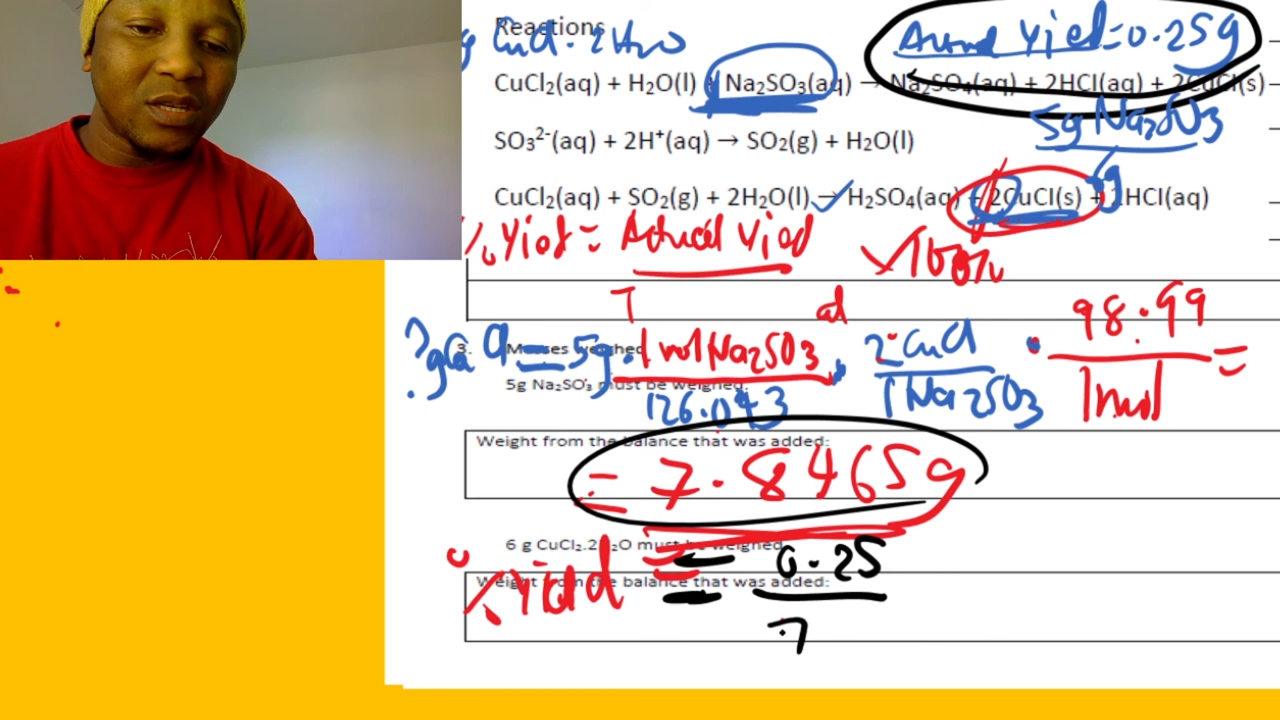 Reactions
g CuCl · 2H₂O
Actual Yield = 0.25g
CuCl₂(aq) + H₂O(l) + Na₂SO₃(aq) → Na₂SO₄(aq) + 2HCl(aq) + 2CuCl(s)
5g Na₂SO₃
SO₃²⁻(aq) + 2H⁺(aq) → SO₂(g) + H₂O(l)
CuCl₂(aq) + SO₂(g) + 2H₂O(l) → H₂SO₄(aq) + 2CuCl(s) + 2HCl(aq)
% Yield = Actual Yield × 100%
T al
3. Masses weighed
?g CuCl = 5g · 1 mol Na₂SO₃ / 126.043 · 2 CuCl / 1 Na₂SO₃ · 98.99 / 1 mol =
5g Na₂SO₃ must be weighed.
Weight from the balance that was added:
= 7.8465g
6 g CuCl₂.2H₂O must be weighed
% Yield = 0.25 / 7
Weight from the balance that was added: